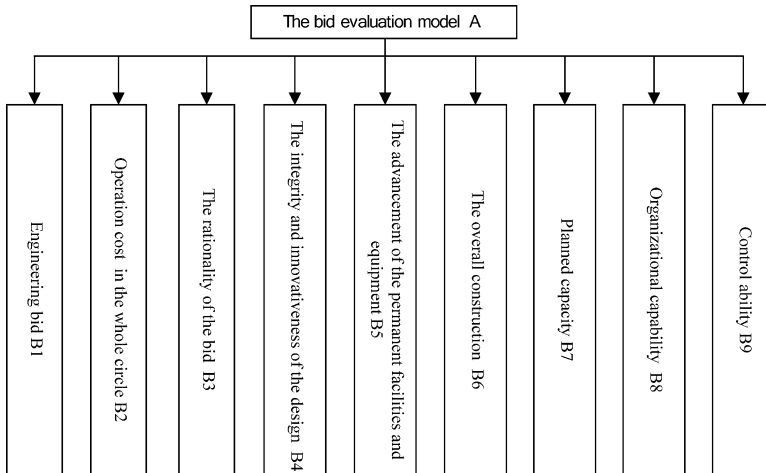 The bid evaluation model A
Engineering bid B1
Operation cost in the whole circle B2
The rationality of the bid B3
The integrity and innovativeness of the design B4
The advancement of the permanent facilities and
equipment B5
The overall construction B6
Planned capacity B7
Organizational capability B8
Control ability B9